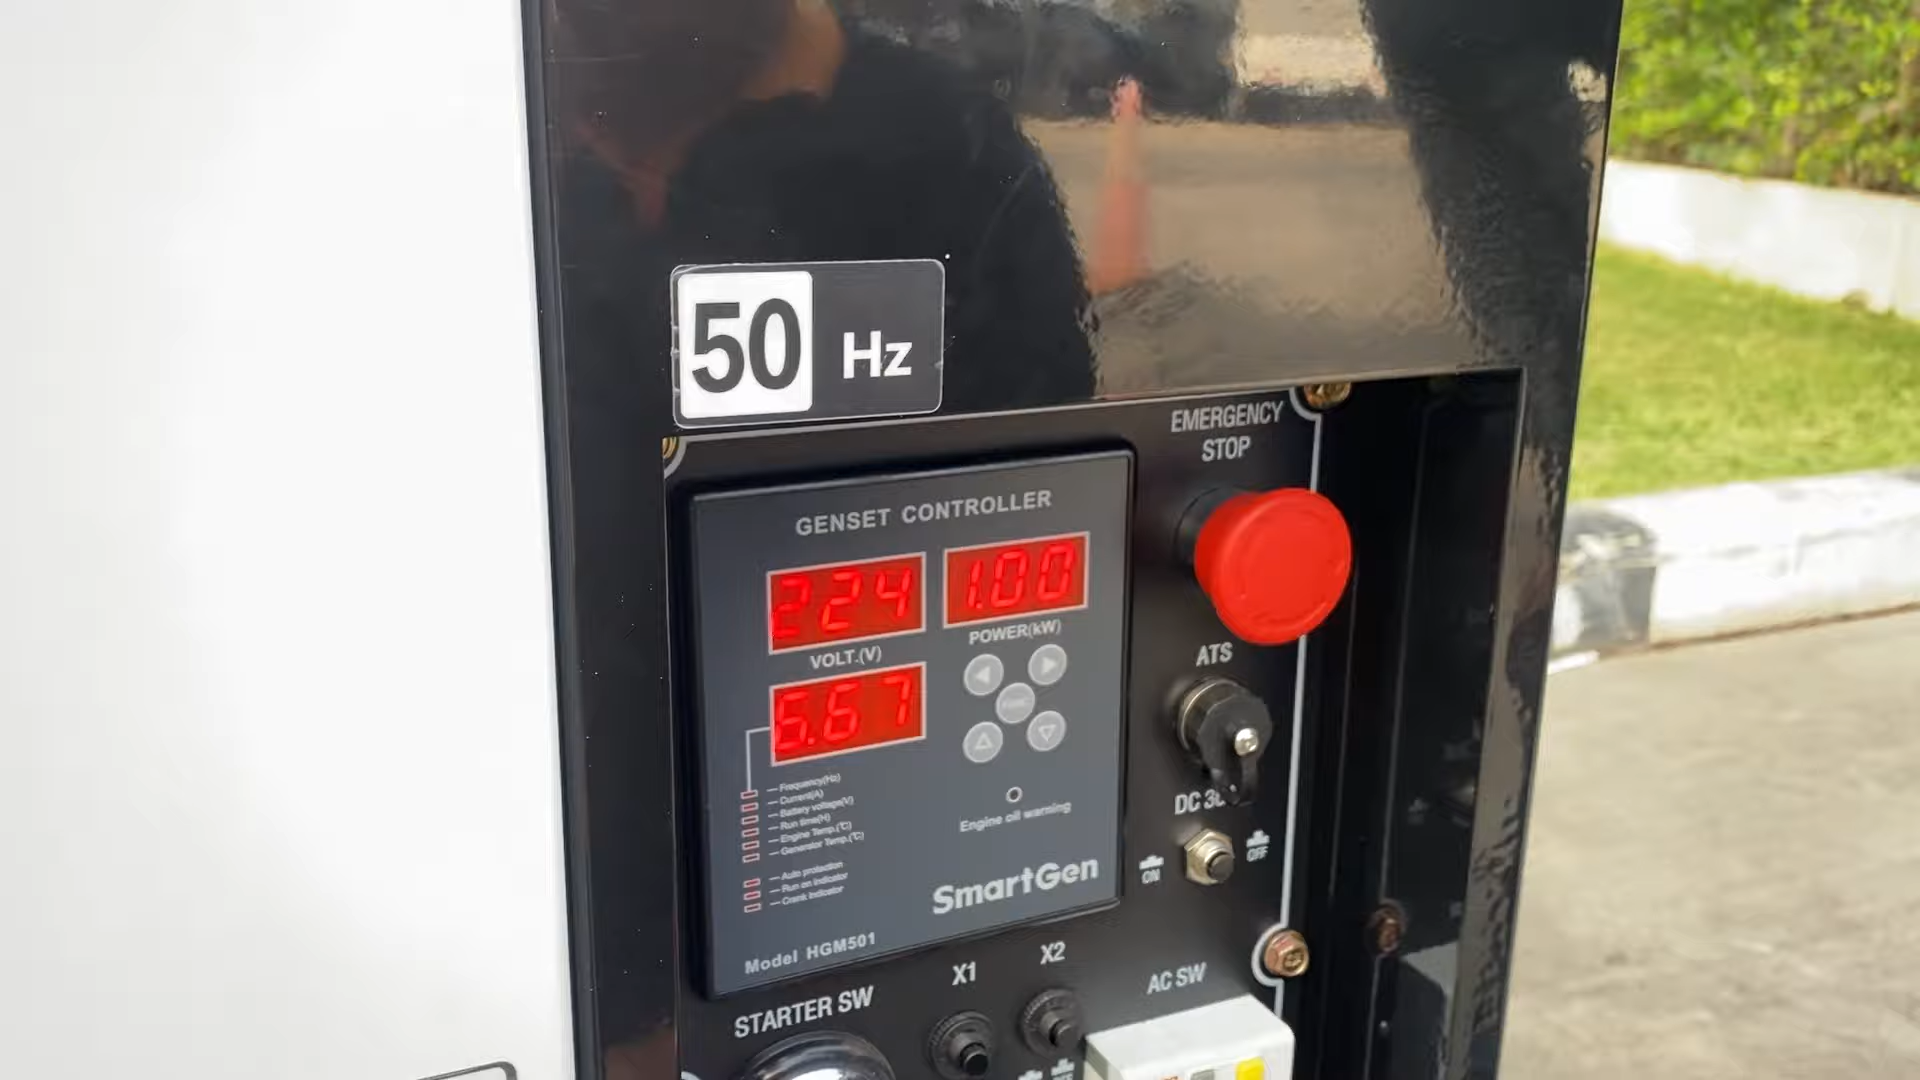 50 Hz
EMERGENCY
STOP
GENSET CONTROLLER
224
1.00
VOLT.(V)
POWER(kW)
6.67
Frequency(Hz)
Current(A)
Battery voltage(V)
Run time(H)
Engine Temp.(℃)
Generator Temp.(℃)
Auto protection
Run on indicator
Crank indicator
Engine oil warning
SmartGen
Model HGM501
ATS
ON
OFF
STARTER SW
X1
X2
AC SW